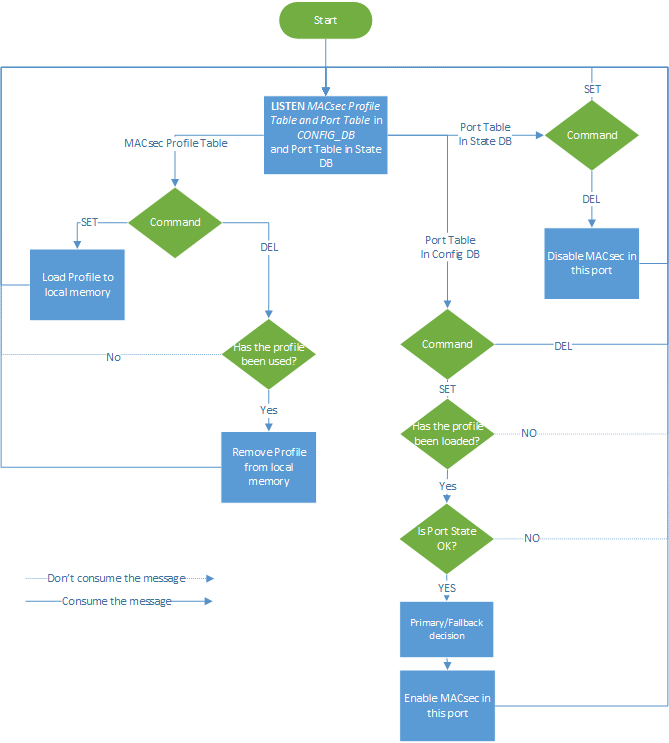 Start
SET
LISTEN MACsec Profile
Table and Port Table in
CONFIG_DB
and Port Table in State
DB
Port Table
In State DB
Command
MACsec Profile Table
DEL
SET
Command
DEL
Port Table
In Config DB
Disable MACsec in
this port
Load Profile to
local memory
Command
DEL
No
Has the profile
been used?
SET
Yes
Has the profile
been loaded?
NO
Remove Profile
from local
memory
Yes
Is Port State
OK?
NO
Don't consume the message
YES
Consume the message
Primary/Fallback
decision
Enable MACsec in
this port